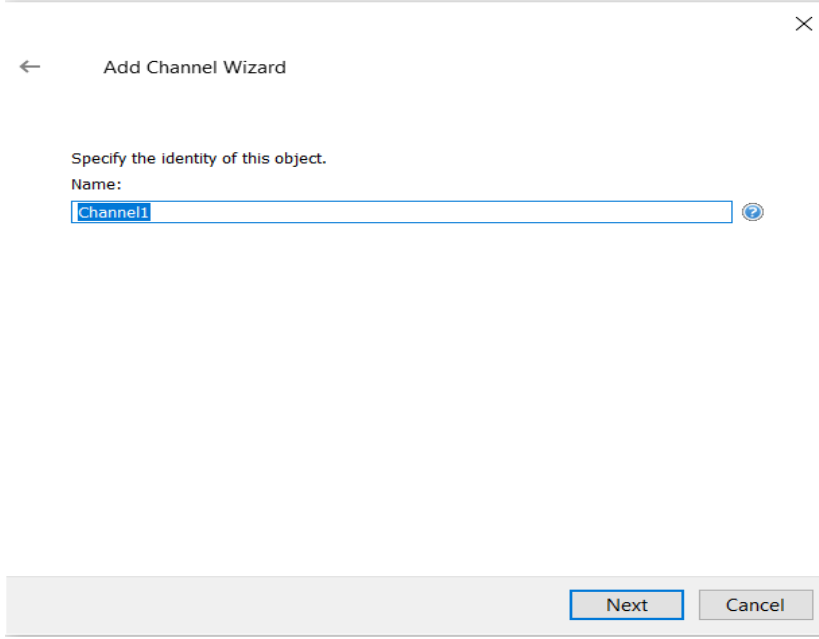 Add Channel Wizard
Specify the identity of this object.
Name:
Channel1
Next Cancel